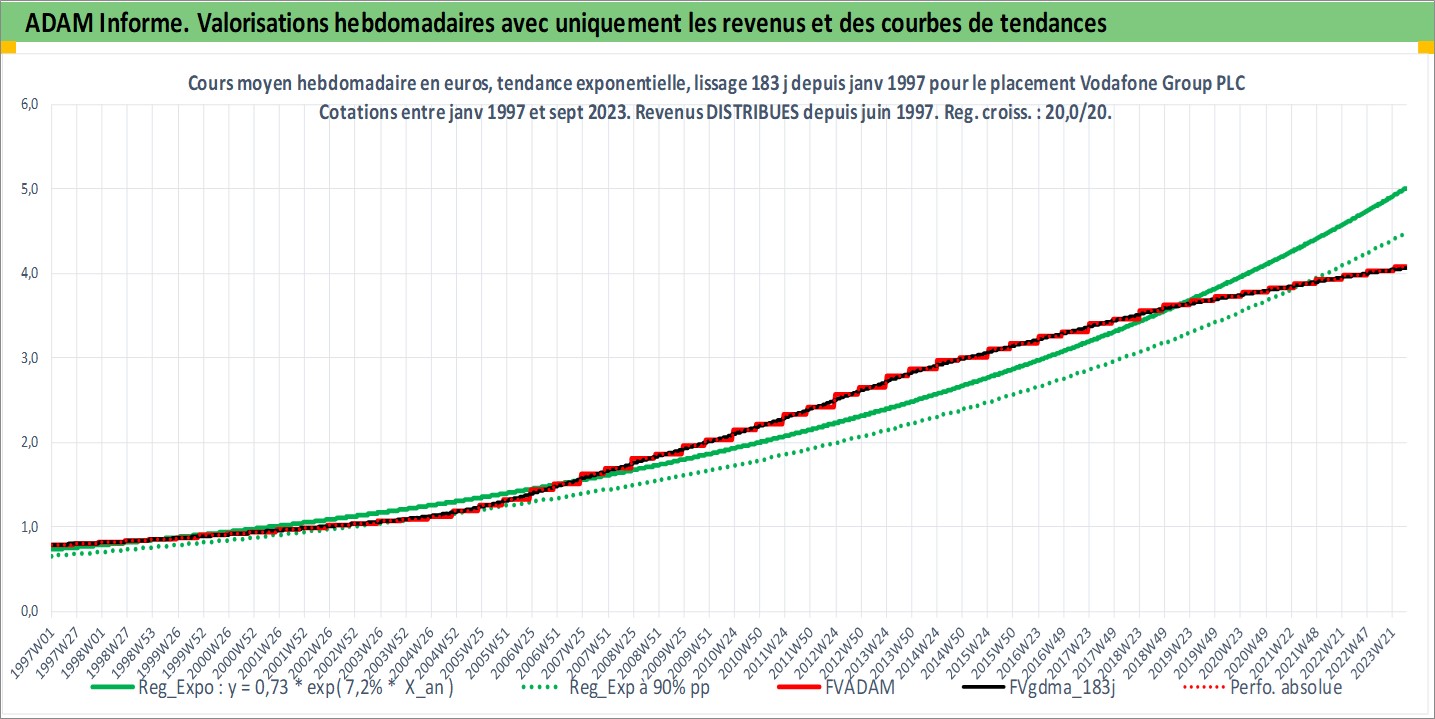 ADAM Informe. Valorisations hebdomadaires avec uniquement les revenus et des courbes de tendances
Cours moyen hebdomadaire en euros, tendance exponentielle, lissage 183 j depuis janv 1997 pour le placement Vodafone Group PLC
Cotations entre janv 1997 et sept 2023. Revenus DISTRIBUES depuis juin 1997. Reg. croiss. : 20,0/20.
6,0
5,0
4,0
3,0
2,0
1,0
0,0
1997W01 1997W27 1998W01 1998W27 1998W53 1999W26 1999W52 2000W26 2000W52 2001W26 2001W52 2002W26 2002W52 2003W26 2003W52 2004W26 2004W52 2005W25 2005W51 2006W25 2006W51 2007W25 2007W51 2008W25 2008W51 2009W25 2009W51 2010W24 2010W50 2011W24 2011W50 2012W24 2012W50 2013W24 2013W50 2014W24 2014W50 2015W24 2015W50 2016W23 2016W49 2017W23 2017W49 2018W23 2018W49 2019W23 2019W49 2020W23 2020W49 2021W22 2021W48 2022W21 2022W47 2023W21
Reg_Expo : y = 0,73 * exp( 7,2% * X_an ) Reg_Exp à 90% pp FVADAM FVgdma_183j Perfo. absolue